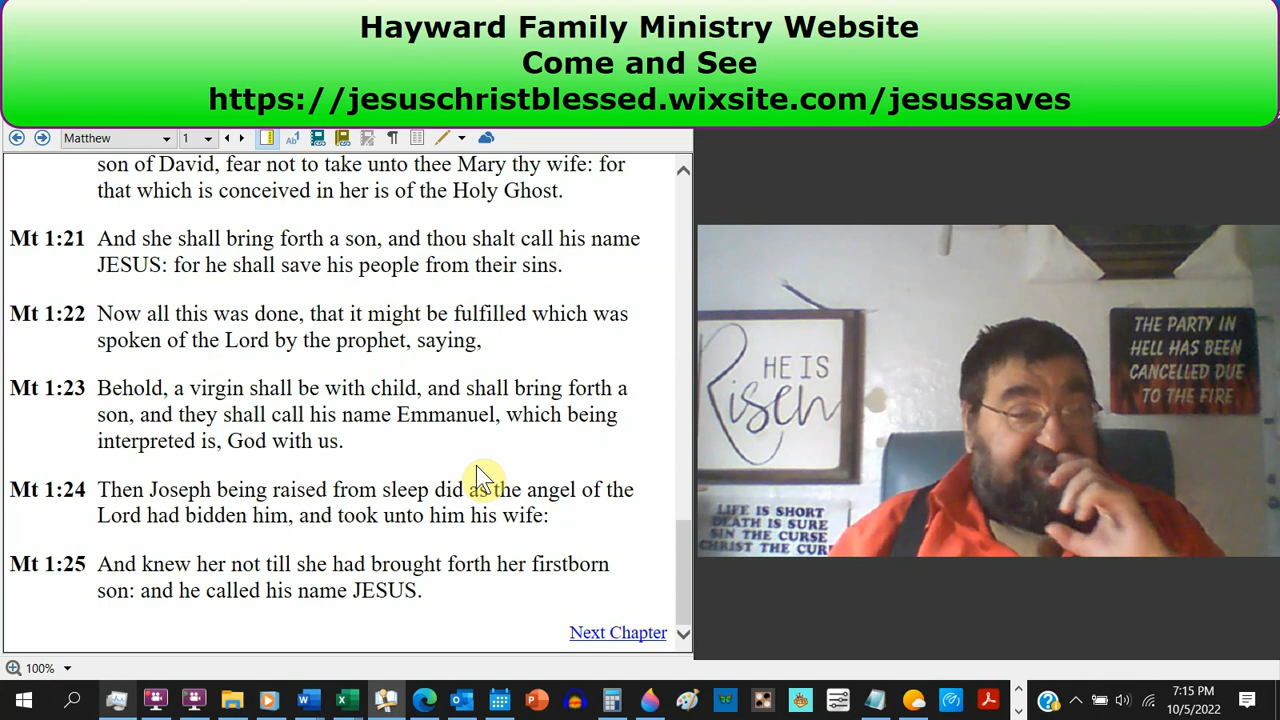 Hayward Family Ministry Website
Come and See
https://jesuschristblessed.wixsite.com/jesussaves
Matthew
1
son of David, fear not to take unto thee Mary thy wife: for
that which is conceived in her is of the Holy Ghost.
Mt 1:21 And she shall bring forth a son, and thou shalt call his name
JESUS: for he shall save his people from their sins.
Mt 1:22 Now all this was done, that it might be fulfilled which was
spoken of the Lord by the prophet, saying,
Mt 1:23 Behold, a virgin shall be with child, and shall bring forth a
son, and they shall call his name Emmanuel, which being
interpreted is, God with us.
Mt 1:24 Then Joseph being raised from sleep did as the angel of the
Lord had bidden him, and took unto him his wife:
Mt 1:25 And knew her not till she had brought forth her firstborn
son: and he called his name JESUS.
Next Chapter
100%
HE IS
Risen
THE PARTY IN
HELL HAS BEEN
CANCELLED DUE
TO THE FIRE
LIFE IS SHORT
DEATH IS SURE
SIN THE CURSE
CHRIST THE CUR
7:15 PM
10/5/2022